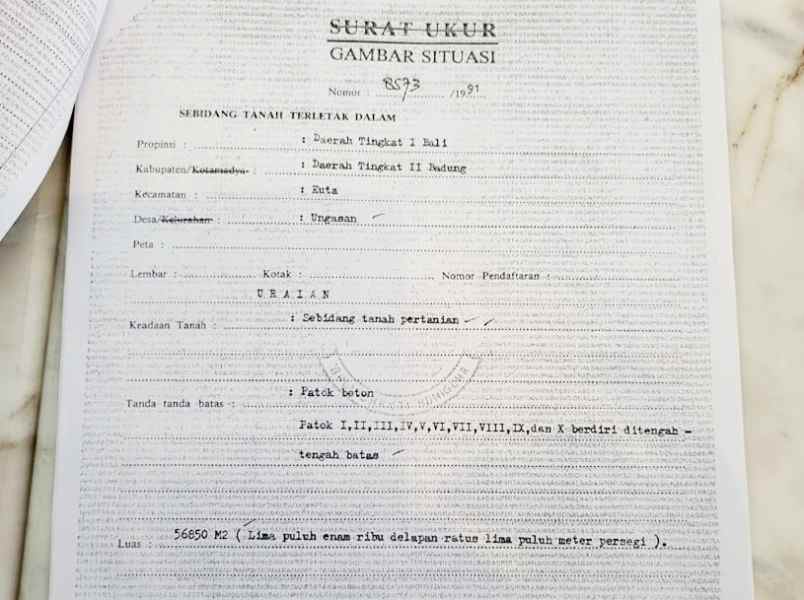 SURAT UKUR
GAMBAR SITUASI
Nomor : 8573 /1991
SEBIDANG TANAH TERLETAK DALAM
Propinsi : : Daerah Tingkat I Bali
Kabupaten/Kotamadya : : Daerah Tingkat II Badung
Kecamatan : : Kuta
Desa/Kelurahan : : Ungasan
Peta :
Lembar : Kotak : Nomor Pendaftaran :
U R A I A N
Keadaan Tanah : : Sebidang tanah pertanian
Tanda tanda batas : : Patok beton
Patok I,II,III,IV,V,VI,VII,VIII,IX,dan X berdiri ditengah -
tengah batas
Luas : 56850 M2 ( Lima puluh enam ribu delapan ratus lima puluh meter persegi ).